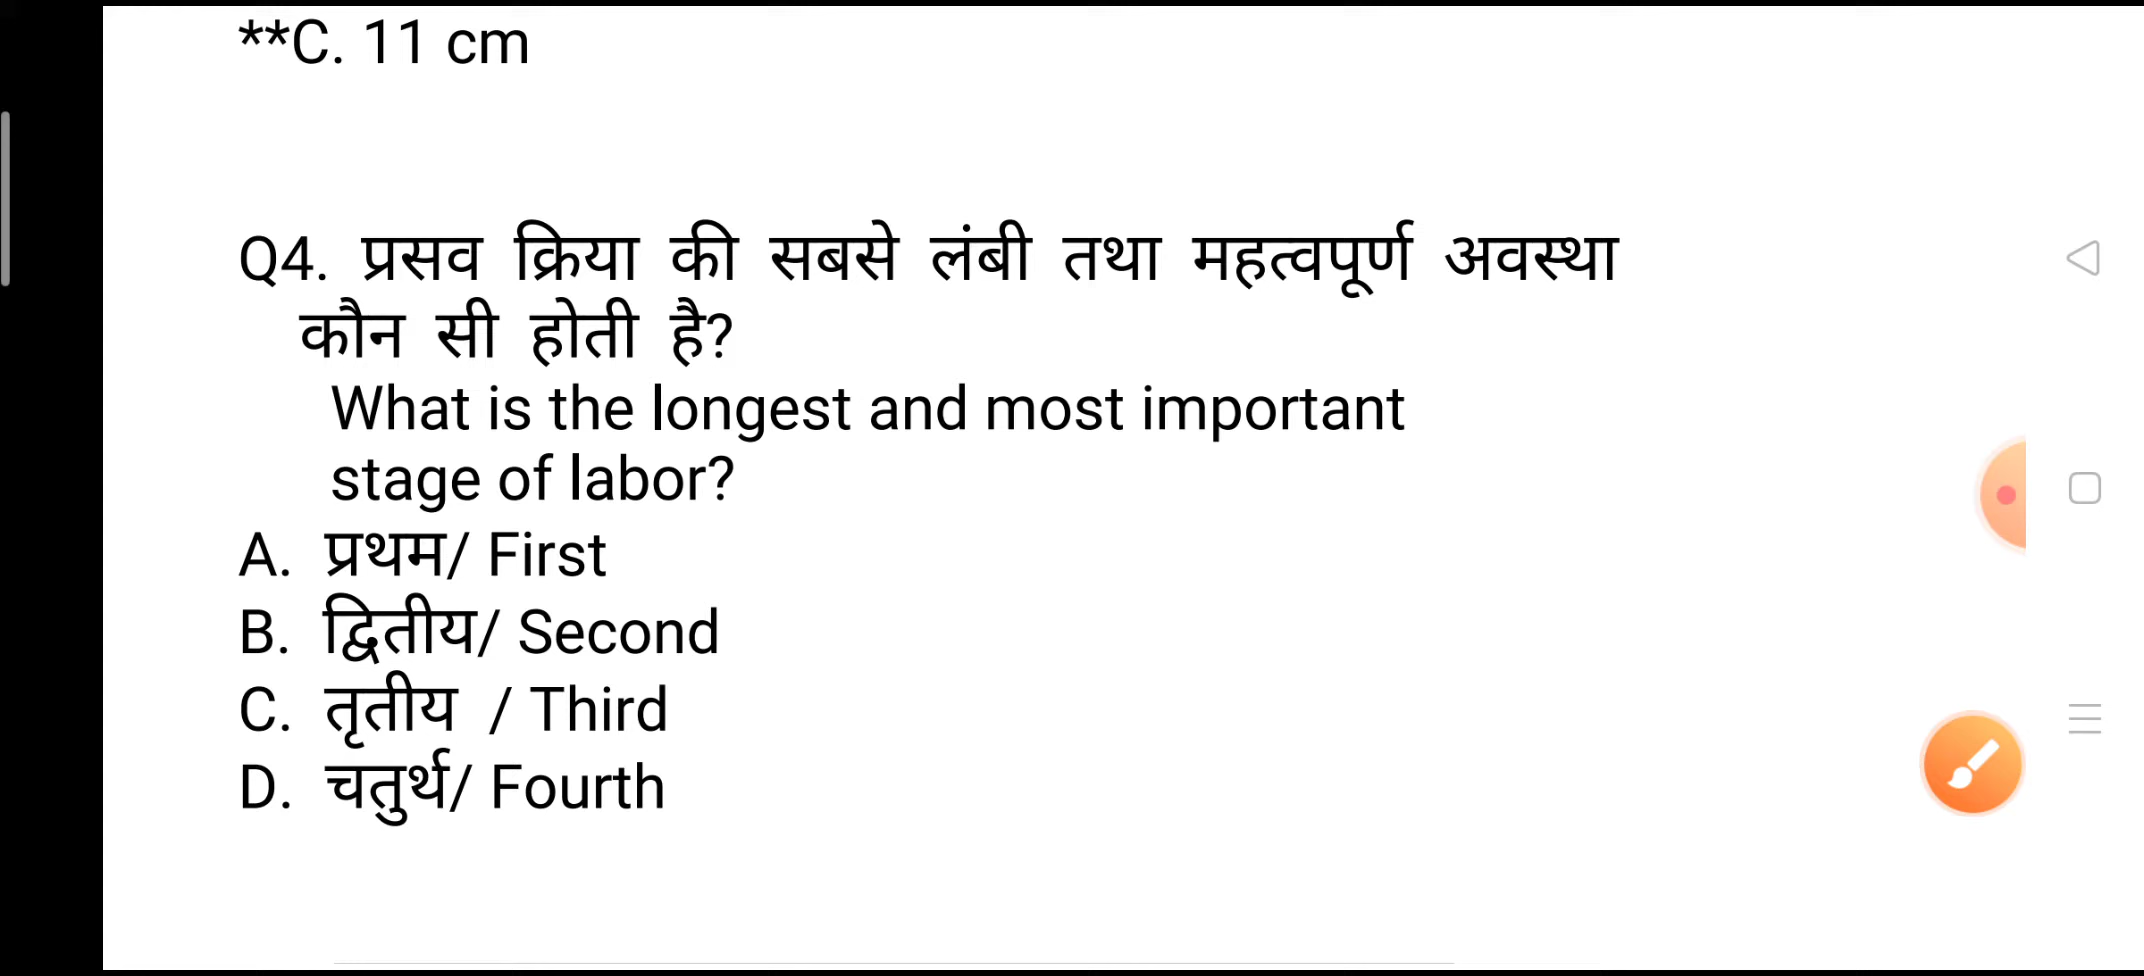 **C. 11 cm
Q4. प्रसव क्रिया की सबसे लंबी तथा महत्वपूर्ण अवस्था
कौन सी होती है?
What is the longest and most important
stage of labor?
A. प्रथम/ First
B. द्वितीय/ Second
C. तृतीय / Third
D. चतुर्थ/ Fourth